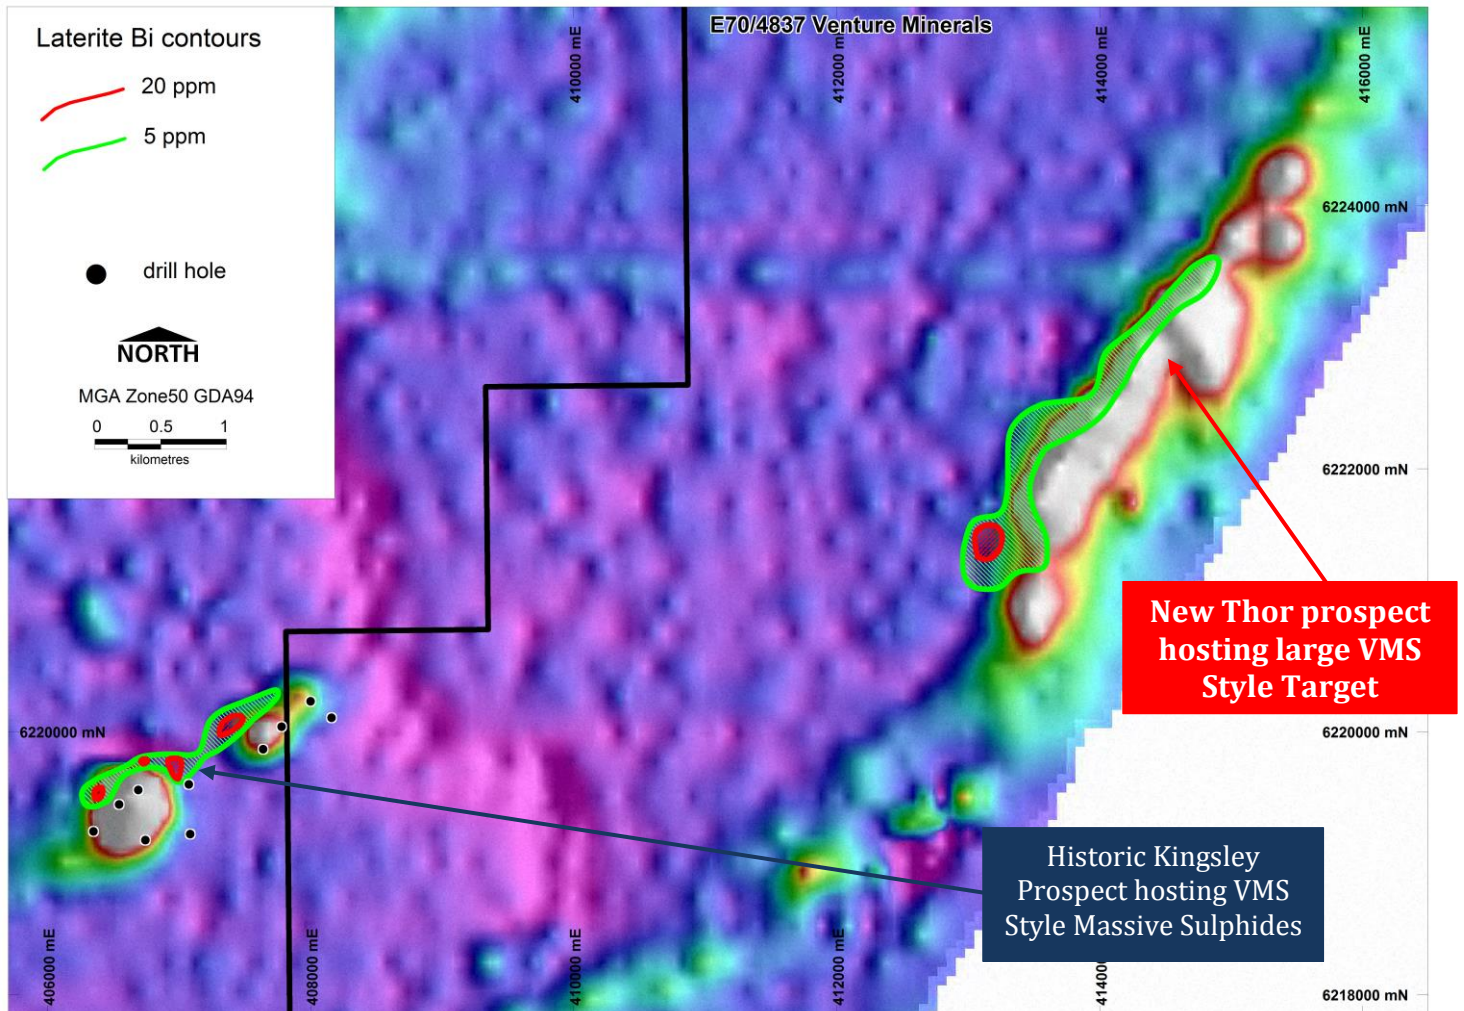 Laterite Bi contours
20 ppm
5 ppm
drill hole
NORTH
MGA Zone50 GDA94
0 0.5 1
kilometres
E70/4837 Venture Minerals
410000 mE
412000 mE
414000 mE
416000 mE
6224000 mN
6222000 mN
New Thor prospect
hosting large VMS
Style Target
6220000 mN
6220000 mN
Historic Kingsley
Prospect hosting VMS
Style Massive Sulphides
406000 mE
408000 mE
410000 mE
412000 mE
41400
6218000 mN